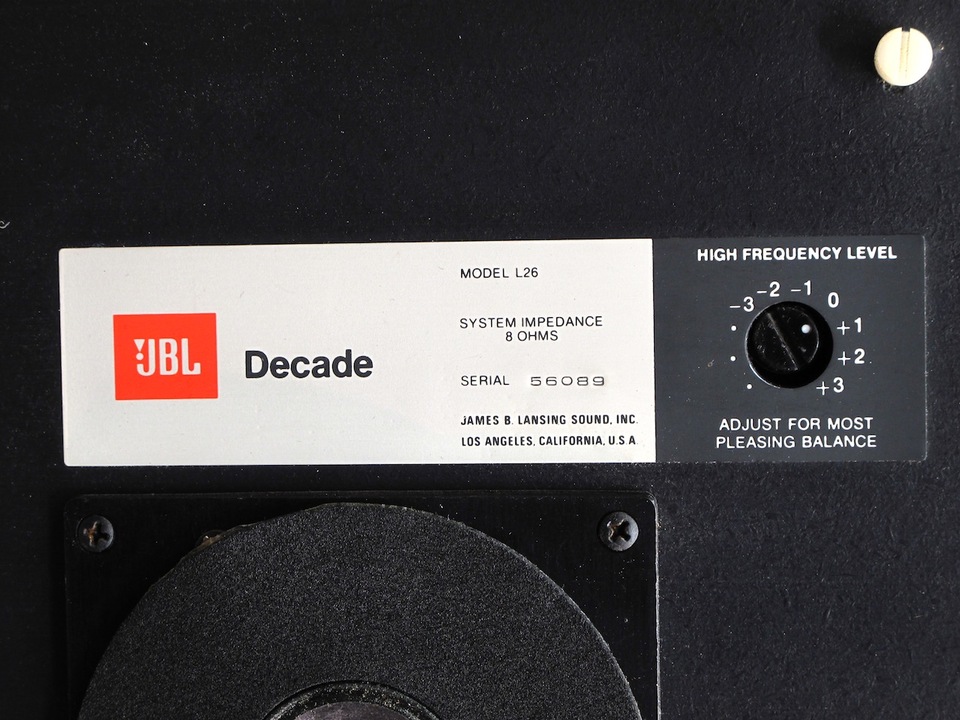 JBL
Decade
MODEL L26
SYSTEM IMPEDANCE
8 OHMS
SERIAL 56089
JAMES B. LANSING SOUND, INC.
LOS ANGELES, CALIFORNIA, U.S.A.
HIGH FREQUENCY LEVEL
-3 -2 -1 0 +1 +2 +3
ADJUST FOR MOST
PLEASING BALANCE